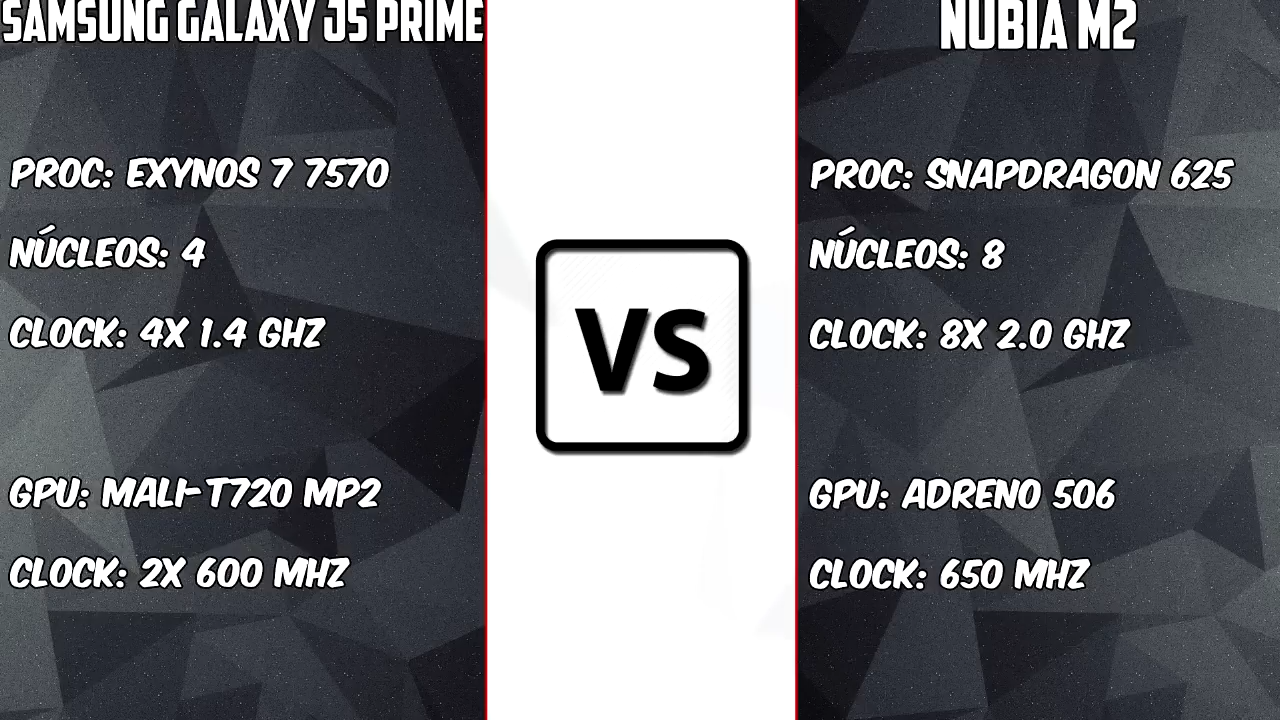 SAMSUNG GALAXY J5 PRIME
PROC: EXYNOS 7 7570
NÚCLEOS: 4
CLOCK: 4X 1.4 GHZ
GPU: MALI-T720 MP2
CLOCK: 2X 600 MHZ
VS
NUBIA M2
PROC: SNAPDRAGON 625
NÚCLEOS: 8
CLOCK: 8X 2.0 GHZ
GPU: ADRENO 506
CLOCK: 650 MHZ